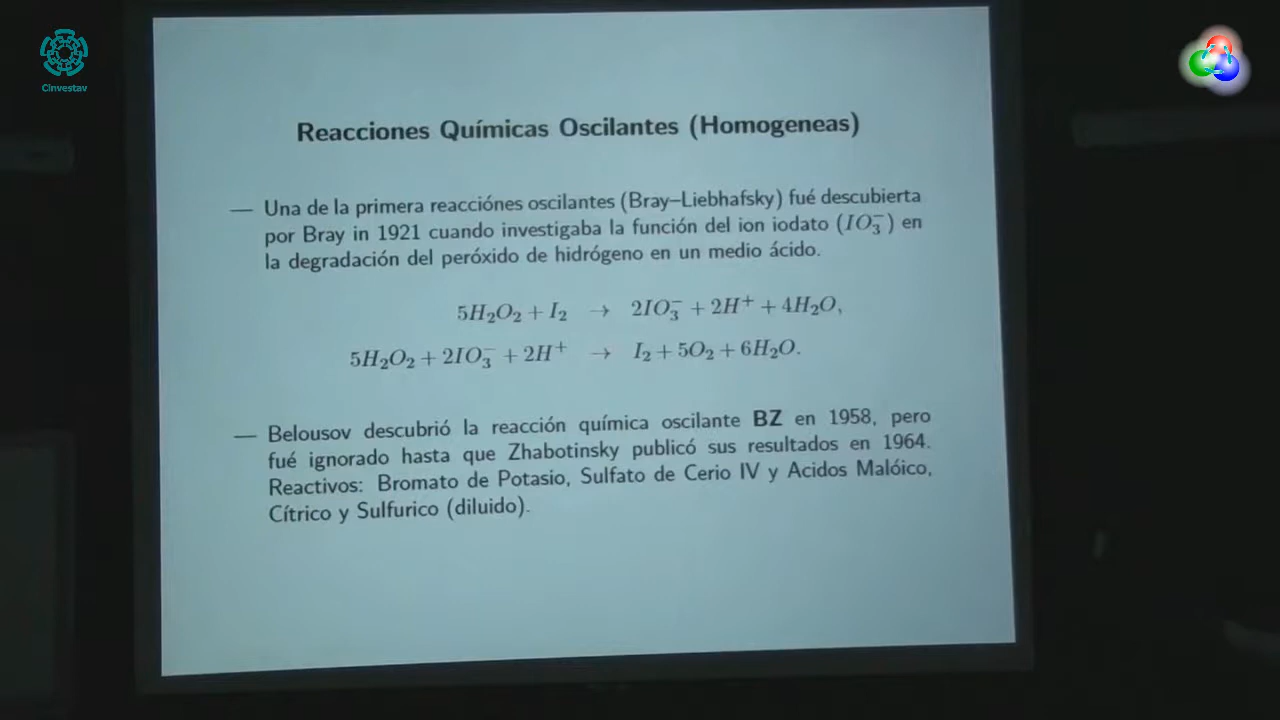 Cinvestav
Reacciones Químicas Oscilantes (Homogeneas)
— Una de la primera reacciónes oscilantes (Bray–Liebhafsky) fué descubierta
por Bray in 1921 cuando investigaba la función del ion iodato (IO₃⁻) en
la degradación del peróxido de hidrógeno en un medio ácido.
5H₂O₂ + I₂ → 2IO₃⁻ + 2H⁺ + 4H₂O,
5H₂O₂ + 2IO₃⁻ + 2H⁺ → I₂ + 5O₂ + 6H₂O.
— Belousov descubrió la reacción química oscilante BZ en 1958, pero
fué ignorado hasta que Zhabotinsky publicó sus resultados en 1964.
Reactivos: Bromato de Potasio, Sulfato de Cerio IV y Acidos Malóico,
Cítrico y Sulfurico (diluido).